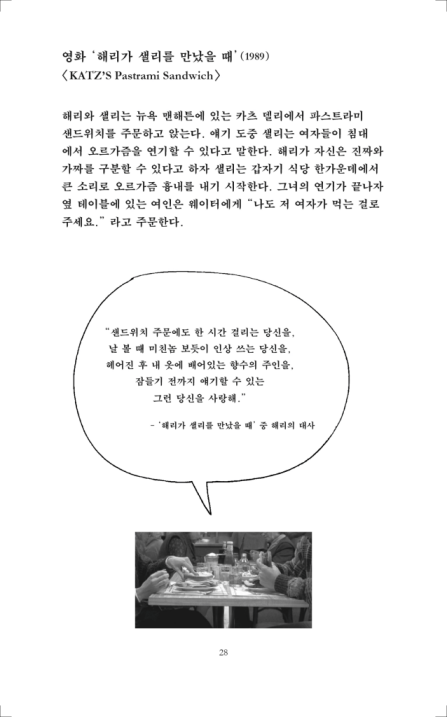 영화 ‘해리가 샐리를 만났을 때’ (1989)
〈KATZ’S Pastrami Sandwich〉
해리와 샐리는 뉴욕 맨해튼에 있는 카츠 델리에서 파스트라미
샌드위치를 주문하고 앉는다. 얘기 도중 샐리는 여자들이 침대
에서 오르가즘을 연기할 수 있다고 말한다. 해리가 자신은 진짜와
가짜를 구분할 수 있다고 하자 샐리는 갑자기 식당 한가운데에서
큰 소리로 오르가즘 흉내를 내기 시작한다. 그녀의 연기가 끝나자
옆 테이블에 있는 여인은 웨이터에게 “나도 저 여자가 먹는 걸로
주세요.” 라고 주문한다.
“샌드위치 주문에도 한 시간 걸리는 당신을,
날 볼 때 미친놈 보듯이 인상 쓰는 당신을,
헤어진 후 내 옷에 배어있는 향수의 주인을,
잠들기 전까지 얘기할 수 있는
그런 당신을 사랑해.”
- ‘해리가 샐리를 만났을 때’ 중 해리의 대사
28